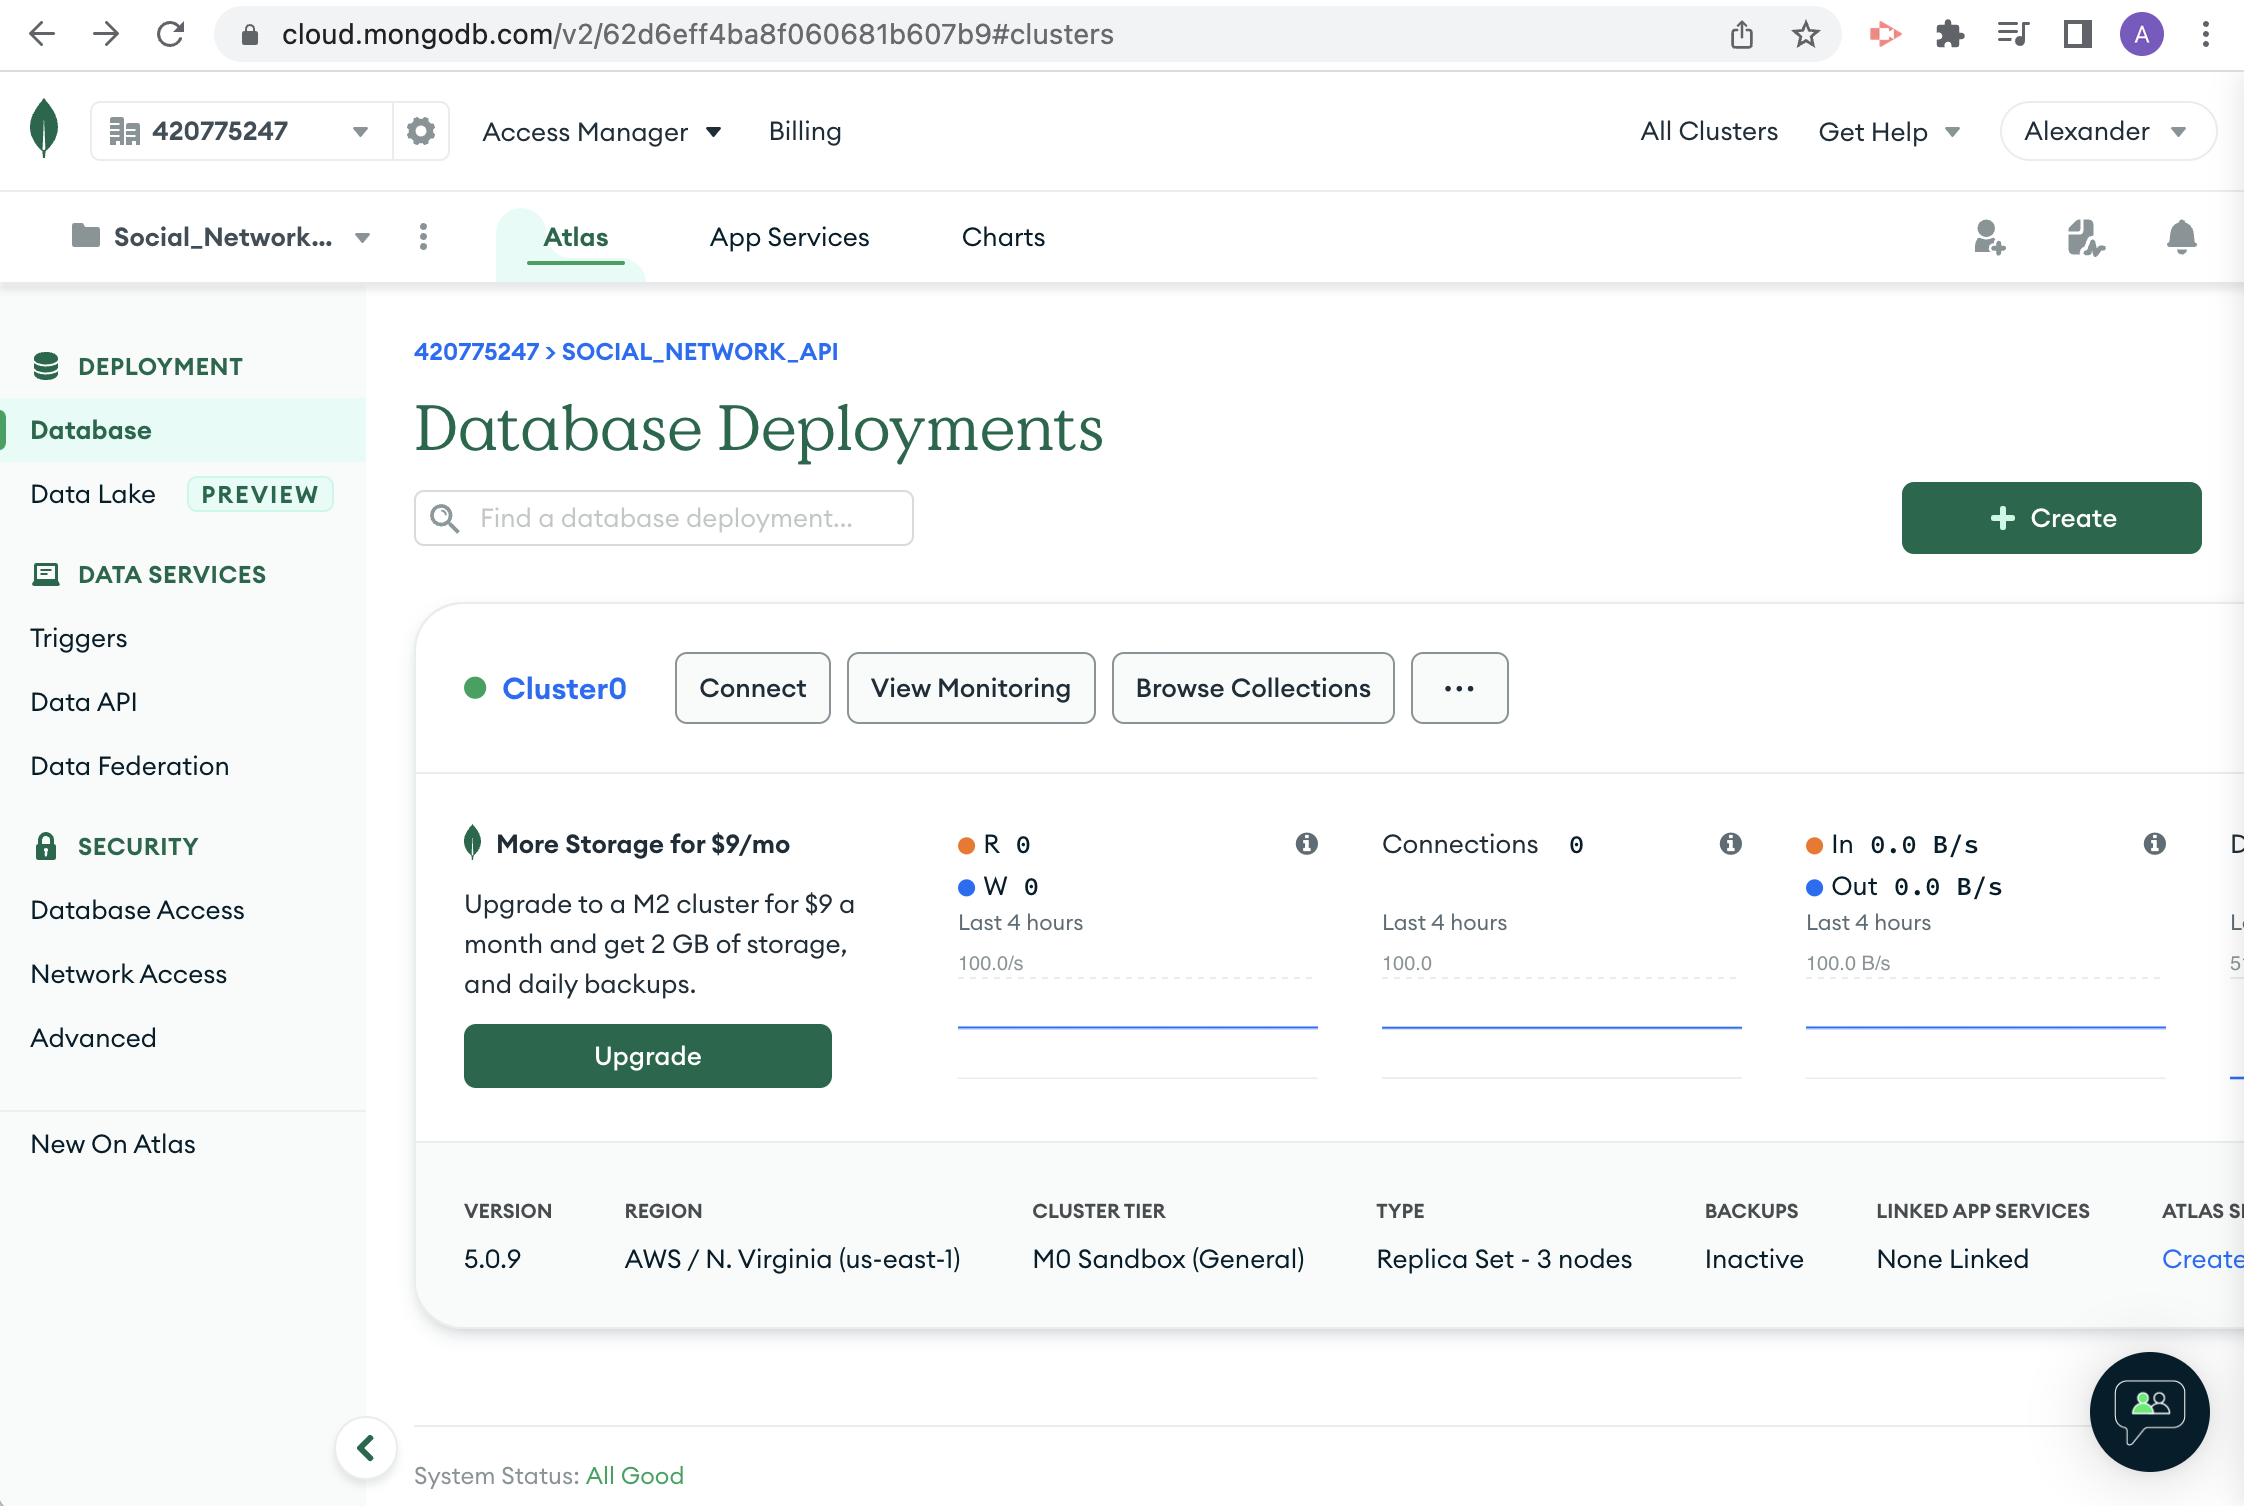 cloud.mongodb.com/v2/62d6eff4ba8f060681b607b9#clusters
A
420775247
Access Manager
Billing
All Clusters
Get Help
Alexander
Social_Network...
Atlas
App Services
Charts
DEPLOYMENT
Database
Data Lake PREVIEW
DATA SERVICES
Triggers
Data API
Data Federation
SECURITY
Database Access
Network Access
Advanced
New On Atlas
420775247 > SOCIAL_NETWORK_API
Database Deployments
Find a database deployment...
+ Create
Cluster0
Connect
View Monitoring
Browse Collections
...
More Storage for $9/mo
Upgrade to a M2 cluster for $9 a
month and get 2 GB of storage,
and daily backups.
Upgrade
R 0
W 0
Last 4 hours
100.0/s
Connections 0
Last 4 hours
100.0
In 0.0 B/s
Out 0.0 B/s
Last 4 hours
100.0 B/s
VERSION
5.0.9
REGION
AWS / N. Virginia (us-east-1)
CLUSTER TIER
M0 Sandbox (General)
TYPE
Replica Set - 3 nodes
BACKUPS
Inactive
LINKED APP SERVICES
None Linked
ATLAS
Create
System Status: All Good